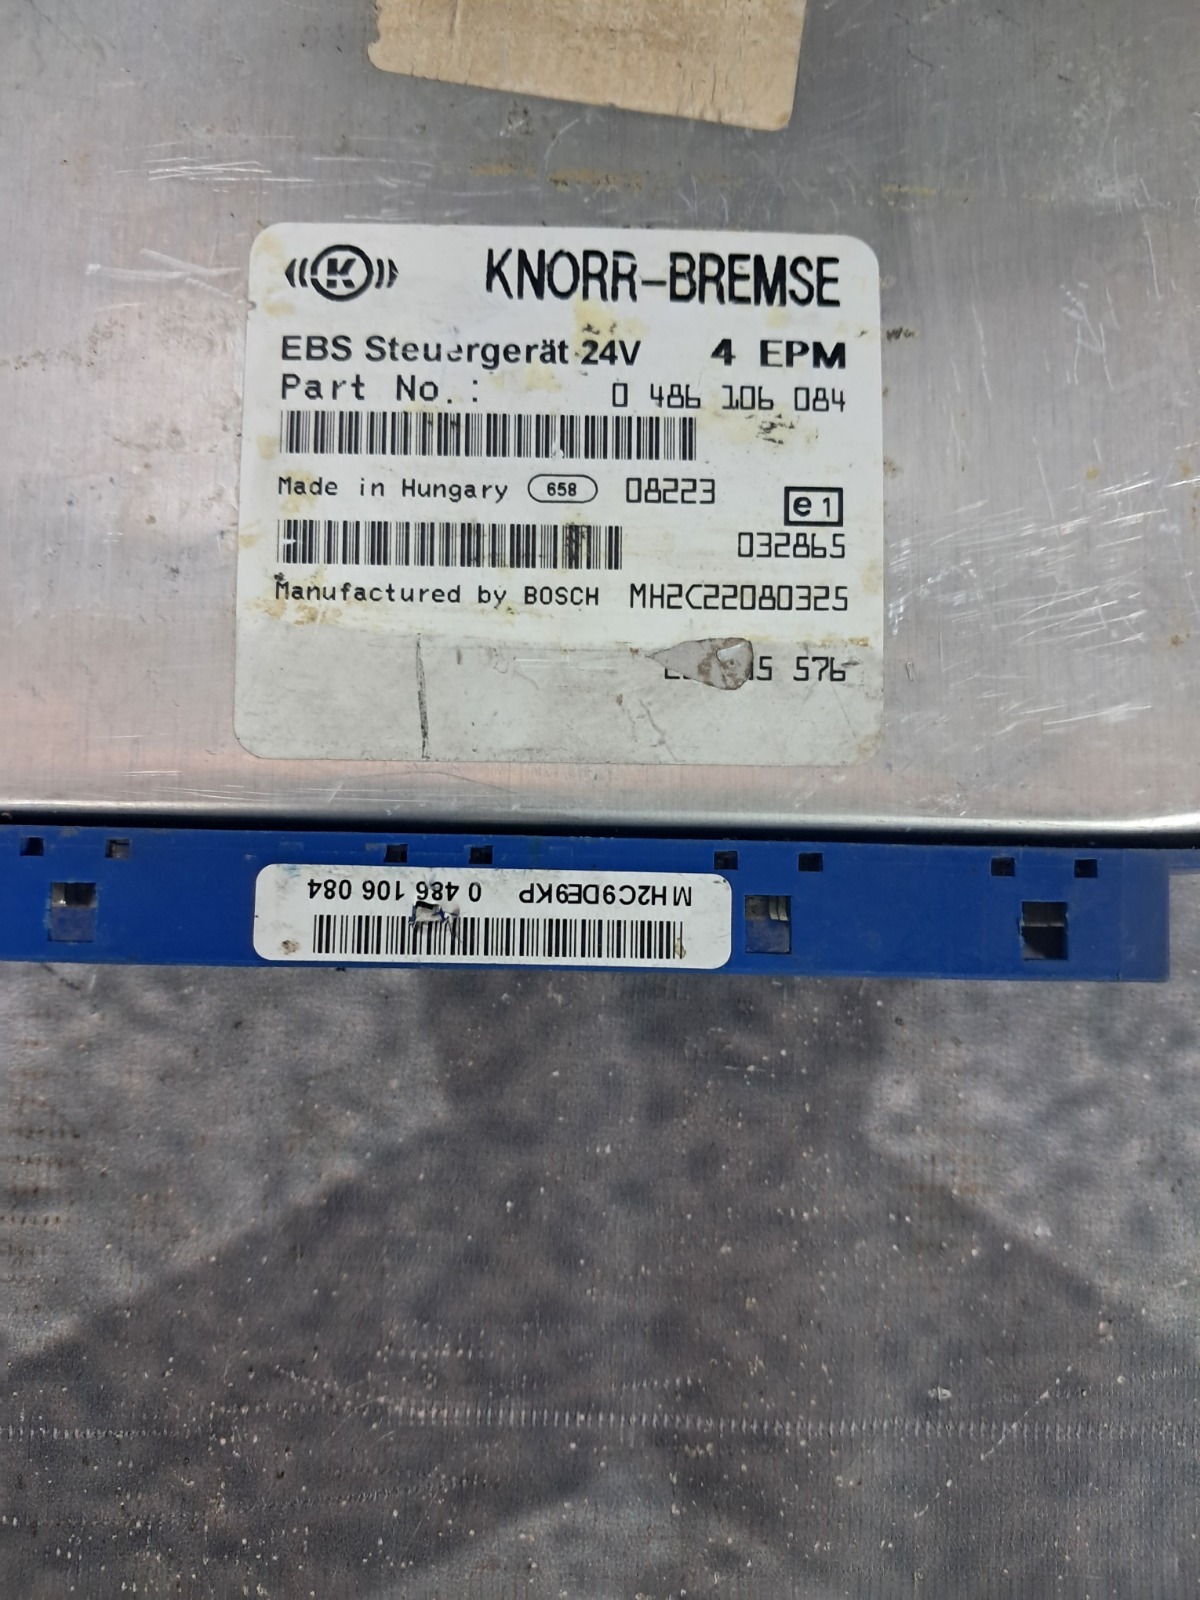 K KNORR-BREMSE
EBS Steuergerät 24V 4 EPM
Part No.: 0 486 106 084
Made in Hungary 658 08223
e1
032865
Manufactured by BOSCH MH2C22080325
576
MH2C9DE9KP 0 486 106 084